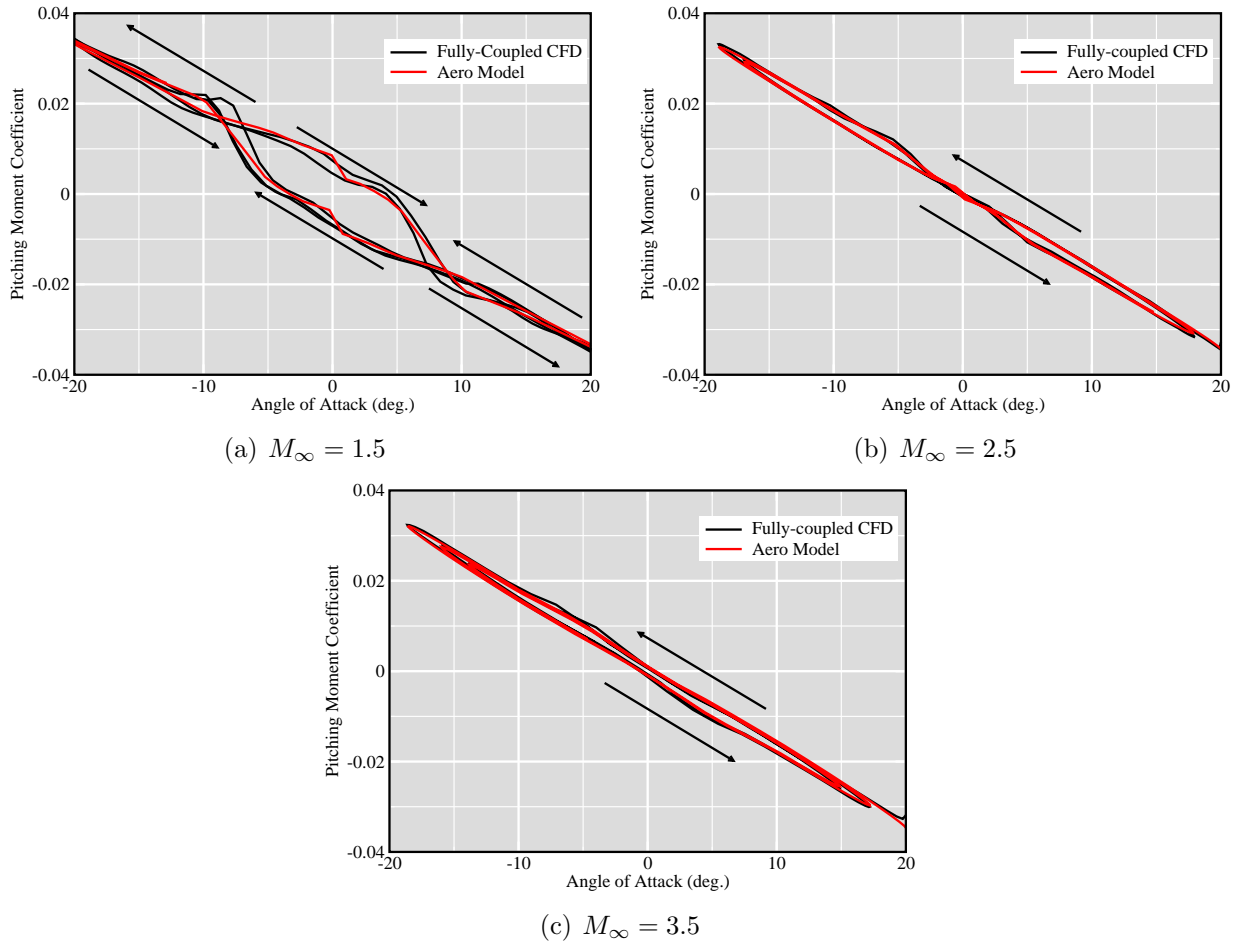 0.04
0.02
0
-0.02
-0.04
Pitching Moment Coefficient
Fully-Coupled CFD
Aero Model
-20
-10
0
10
20
Angle of Attack (deg.)
(a) M∞ = 1.5
0.04
0.02
0
-0.02
-0.04
Pitching Moment Coefficient
Fully-coupled CFD
Aero Model
-20
-10
0
10
20
Angle of Attack (deg.)
(b) M∞ = 2.5
0.04
0.02
0
-0.02
-0.04
Pitching Moment Coefficient
Fully-coupled CFD
Aero Model
-20
-10
0
10
20
Angle of Attack (deg.)
(c) M∞ = 3.5